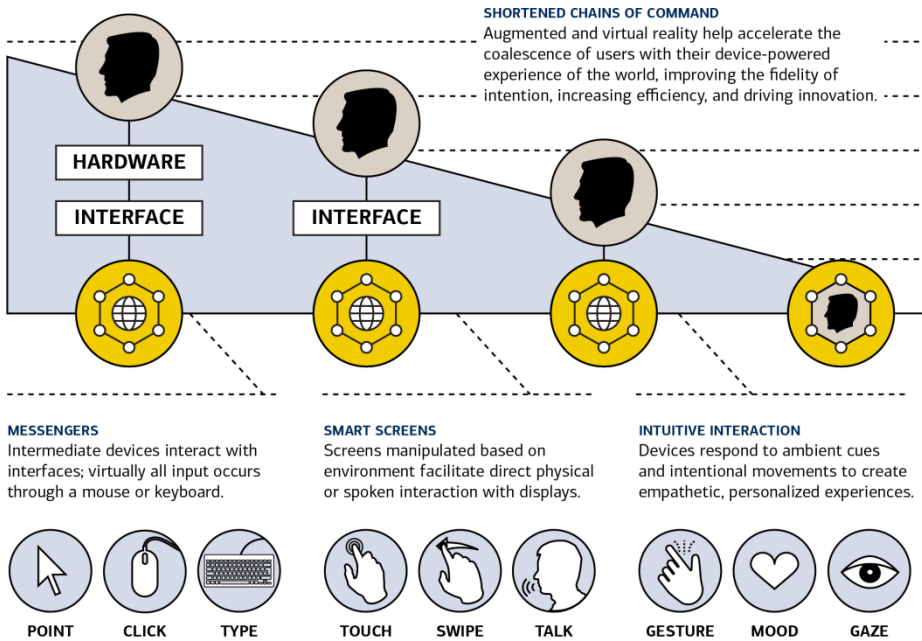 SHORTENED CHAINS OF COMMAND
Augmented and virtual reality help accelerate the
coalescence of users with their device-powered
experience of the world, improving the fidelity of
intention, increasing efficiency, and driving innovation.
HARDWARE
INTERFACE
INTERFACE
MESSENGERS
Intermediate devices interact with
interfaces; virtually all input occurs
through a mouse or keyboard.
SMART SCREENS
Screens manipulated based on
environment facilitate direct physical
or spoken interaction with displays.
INTUITIVE INTERACTION
Devices respond to ambient cues
and intentional movements to create
empathetic, personalized experiences.
POINT
CLICK
TYPE
TOUCH
SWIPE
TALK
GESTURE
MOOD
GAZE